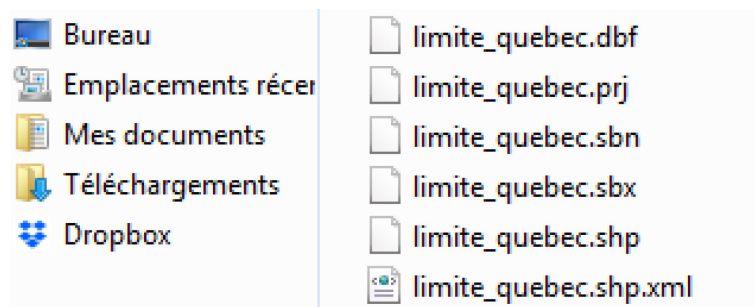 Bureau
Emplacements récer
Mes documents
Téléchargements
Dropbox
limite_quebec.dbf
limite_quebec.prj
limite_quebec.sbn
limite_quebec.sbx
limite_quebec.shp
limite_quebec.shp.xml